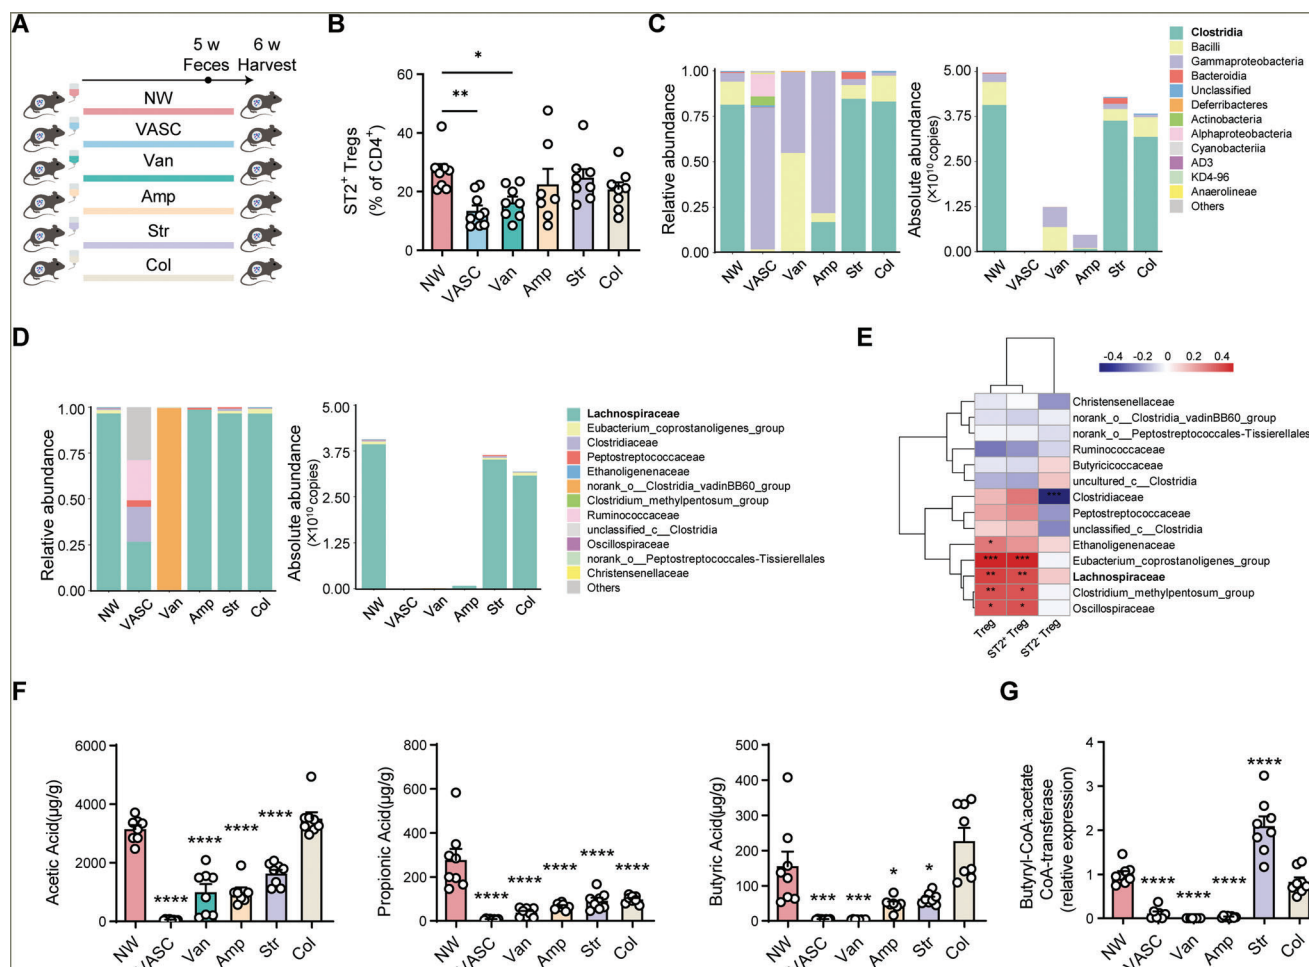 A
5 w
Feces
6 w
Harvest
NW
VASC
Van
Amp
Str
Col
B
ST2+ Tregs
(% of CD4+)
60
40
20
0
*
**
NW
VASC
Van
Amp
Str
Col
C
Relative abundance
1.00
0.75
0.50
0.25
0.00
NW
VASC
Van
Amp
Str
Col
Absolute abundance
(×10¹⁰ copies)
5.00
3.75
2.50
1.25
0.00
NW
VASC
Van
Amp
Str
Col
Clostridia
Bacilli
Gammaproteobacteria
Bacteroidia
Unclassified
Deferribacteres
Actinobacteria
Alphaproteobacteria
Cyanobacteriia
AD3
KD4-96
Anaerolineae
Others
D
Relative abundance
1.00
0.75
0.50
0.25
0.00
NW
VASC
Van
Amp
Str
Col
Absolute abundance
(×10¹⁰ copies)
5.00
3.75
2.50
1.25
0.00
NW
VASC
Van
Amp
Str
Col
Lachnospiraceae
Eubacterium_coprostanoligenes_group
Clostridiaceae
Peptostreptococcaceae
Ethanoligenenaceae
norank_o__Clostridia_vadinBB60_group
Clostridium_methylpentosum_group
Ruminococcaceae
unclassified_c__Clostridia
Oscillospiraceae
norank_o__Peptostreptococcales-Tissierellales
Christensenellaceae
Others
E
-0.4 -0.2 0 0.2 0.4
Christensenellaceae
norank_o__Clostridia_vadinBB60_group
norank_o__Peptostreptococcales-Tissierellales
Ruminococcaceae
Butyricicoccaceae
uncultured_c__Clostridia
*** Clostridiaceae
Peptostreptococcaceae
unclassified_c__Clostridia
* Ethanoligenenaceae
*** *** Eubacterium_coprostanoligenes_group
** ** Lachnospiraceae
** * Clostridium_methylpentosum_group
* * Oscillospiraceae
Treg
ST2+ Treg
ST2- Treg
F
Acetic Acid(µg/g)
6000
4000
2000
0
****
****
****
****
NW
VASC
Van
Amp
Str
Col
Propionic Acid(µg/g)
800
600
400
200
0
****
****
****
****
****
NW
VASC
Van
Amp
Str
Col
Butyric Acid(µg/g)
500
400
300
200
100
0
***
***
*
*
NW
VASC
Van
Amp
Str
Col
G
Butynyl-CoA:acetate
CoA-transferase
(relative expression)
4
3
2
1
0
****
****
****
****
NW
VASC
Van
Amp
Str
Col